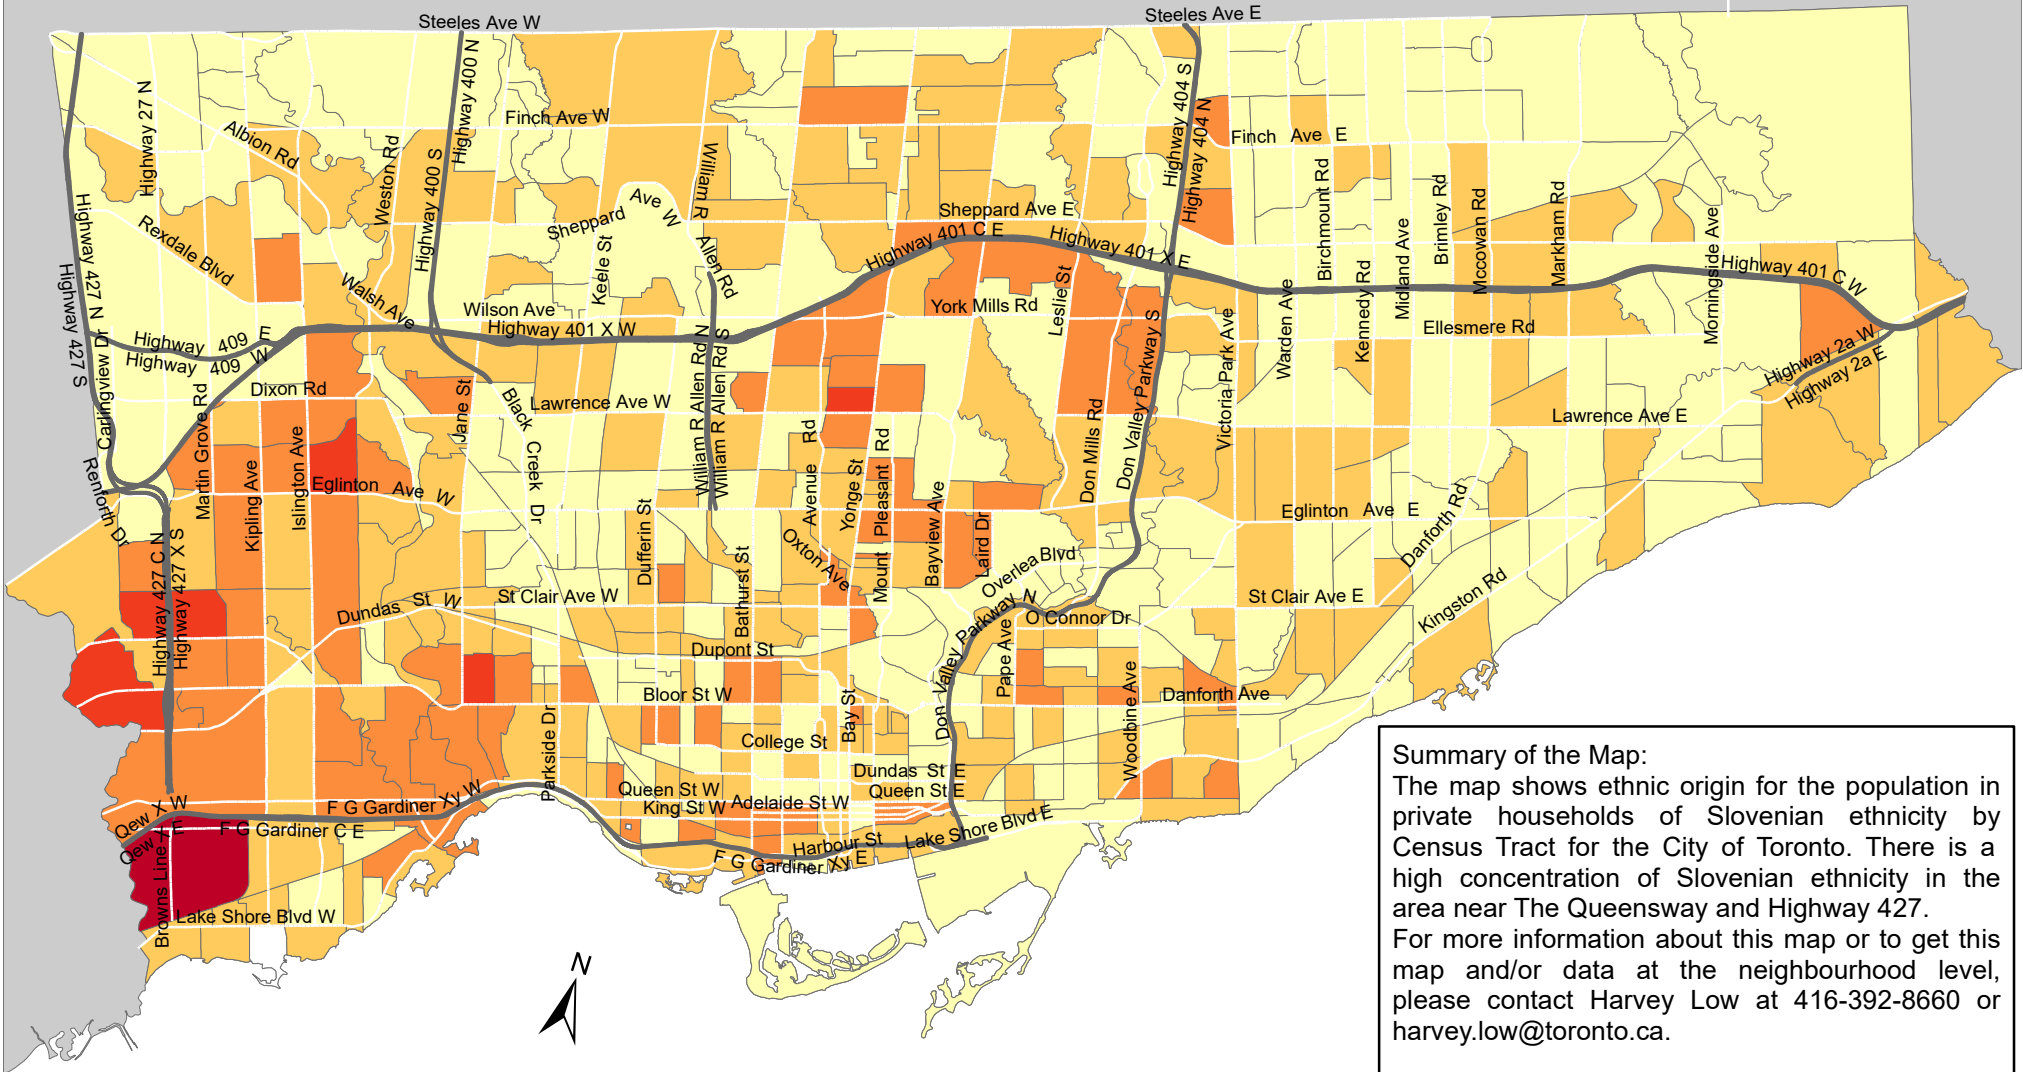 Steeles Ave W
Steeles Ave E
Highway 27 N
Highway 400 N
Highway 404 S
Finch Ave W
Highway 404 N
Finch Ave E
Albion Rd
Weston Rd
William R Allen Rd
Highway 400 S
Birchmount Rd
Brimley Rd
Mccowan Rd
Markham Rd
Sheppard Ave W
Sheppard Ave E
Highway 427 N
Rexdale Blvd
Keele St
Highway 401 C E
Highway 401 X E
Midland Ave
Morningside Ave
Highway 401 C W
Highway 427 S
Walsh Ave
Wilson Ave
York Mills Rd
Leslie St
Warden Ave
Kennedy Rd
Highway 401 X W
Ellesmere Rd
Highway 409 E
Highway 409 W
Carlingview Dr
Highway 2a W
Highway 2a E
Dixon Rd
Jane St
Black Creek Dr
Lawrence Ave W
William R Allen Rd N
William R Allen Rd S
Don Valley Parkway S
Victoria Park Ave
Lawrence Ave E
Martin Grove Rd
Islington Ave
Kipling Ave
Avenue Rd
Yonge St
Mount Pleasant Rd
Don Mills Rd
Renforth Dr
Eglinton Ave W
Eglinton Ave E
Bayview Ave
Laird Dr
Danforth Rd
Highway 427 C N
Highway 427 X S
Dufferin St
Bathurst St
Oxton Ave
Overlea Blvd
Kingston Rd
Dundas St W
St Clair Ave W
St Clair Ave E
Don Valley Parkway N
O Connor Dr
Pape Ave
Dupont St
Bloor St W
Bay St
Woodbine Ave
Danforth Ave
Parkside Dr
College St
Dundas St E
Queen St W
Queen St E
King St W
Adelaide St W
Qew X W
F G Gardiner Xy W
F G Gardiner C E
Qew X E
Harbour St
Lake Shore Blvd E
F G Gardiner Xy E
Browns Line
Lake Shore Blvd W
N
Summary of the Map:
The map shows ethnic origin for the population in
private households of Slovenian ethnicity by
Census Tract for the City of Toronto. There is a
high concentration of Slovenian ethnicity in the
area near The Queensway and Highway 427.
For more information about this map or to get this
map and/or data at the neighbourhood level,
please contact Harvey Low at 416-392-8660 or
harvey.low@toronto.ca.